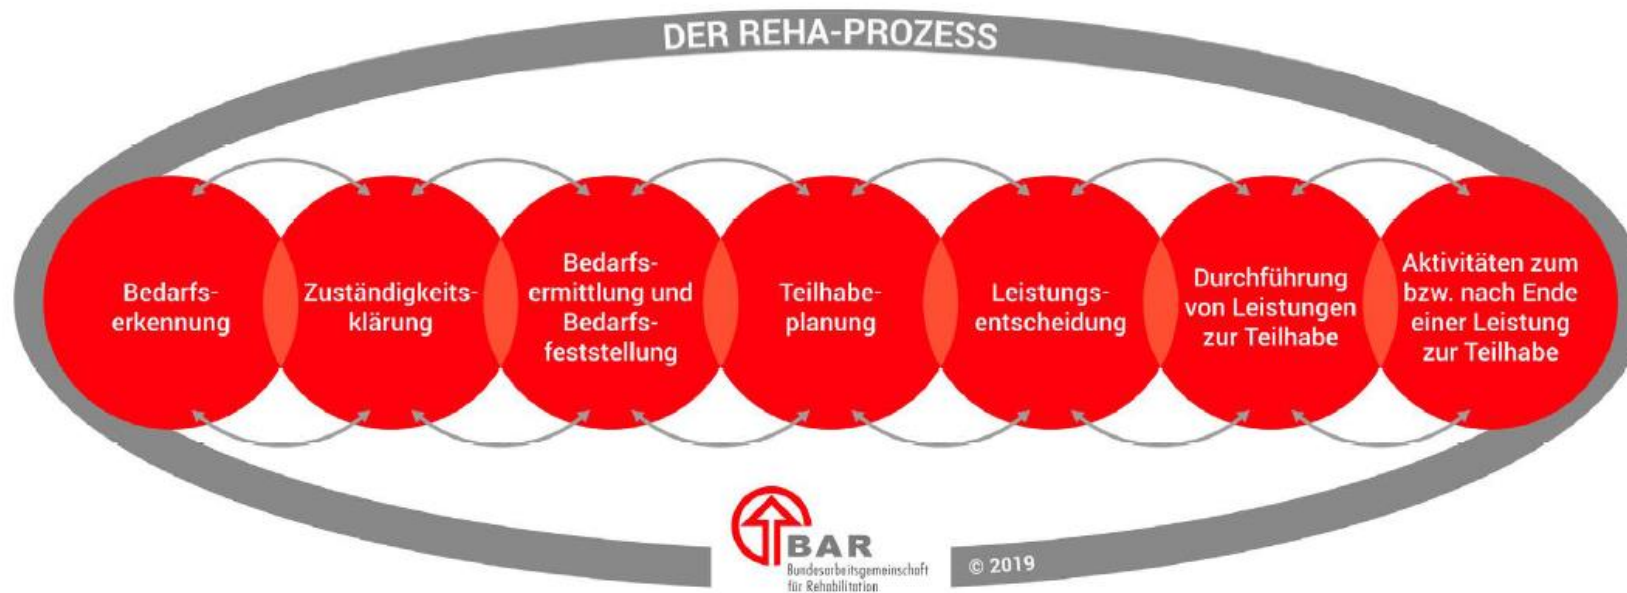 DER REHA-PROZESS
Bedarfs-
erkennung
Zuständigkeits-
klärung
Bedarfs-
ermittlung und
Bedarfs-
feststellung
Teilhabe-
planung
Leistungs-
entscheidung
Durchführung
von Leistungen
zur Teilhabe
Aktivitäten zum
bzw. nach Ende
einer Leistung
zur Teilhabe
BAR
Bundesarbeitsgemeinschaft
für Rehabilitation
© 2019